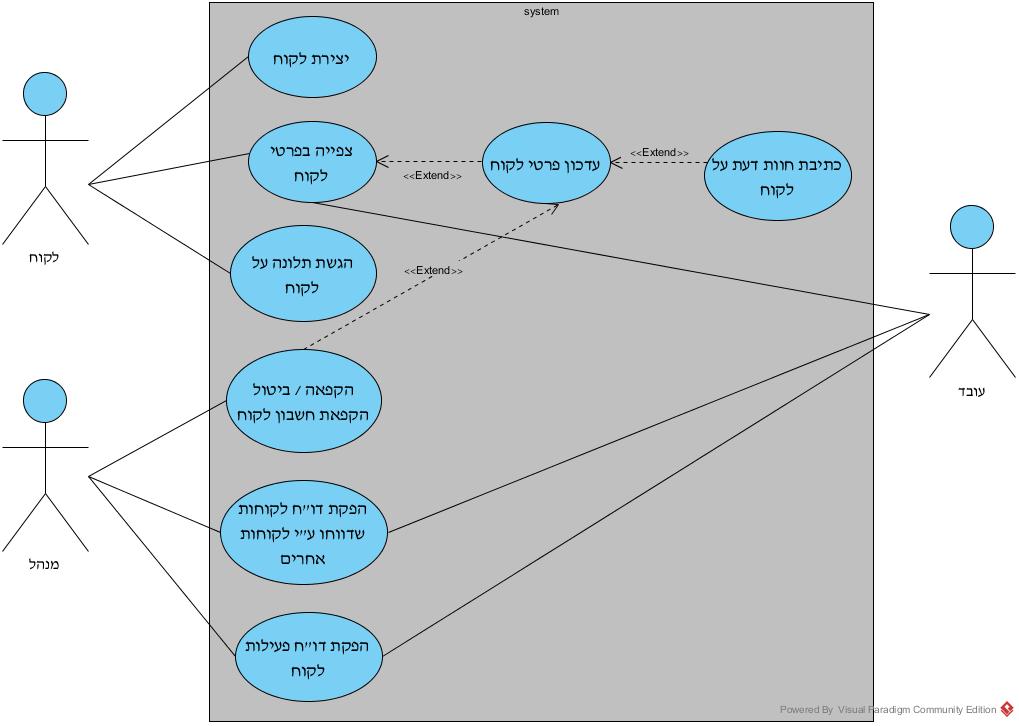 system
יצירת לקוח
צפייה בפרטי
לקוח
<<Extend>>
עדכון פרטי לקוח
<<Extend>>
כתיבת חוות דעת על
לקוח
לקוח
הגשת תלונה על
לקוח
<<Extend>>
הקפאה / ביטול
הקפאת חשבון לקוח
עובד
הפקת דו"ח לקוחות
שדווחו ע"י לקוחות
אחרים
מנהל
הפקת דו"ח פעילות
לקוח
Powered By Visual Paradigm Community Edition